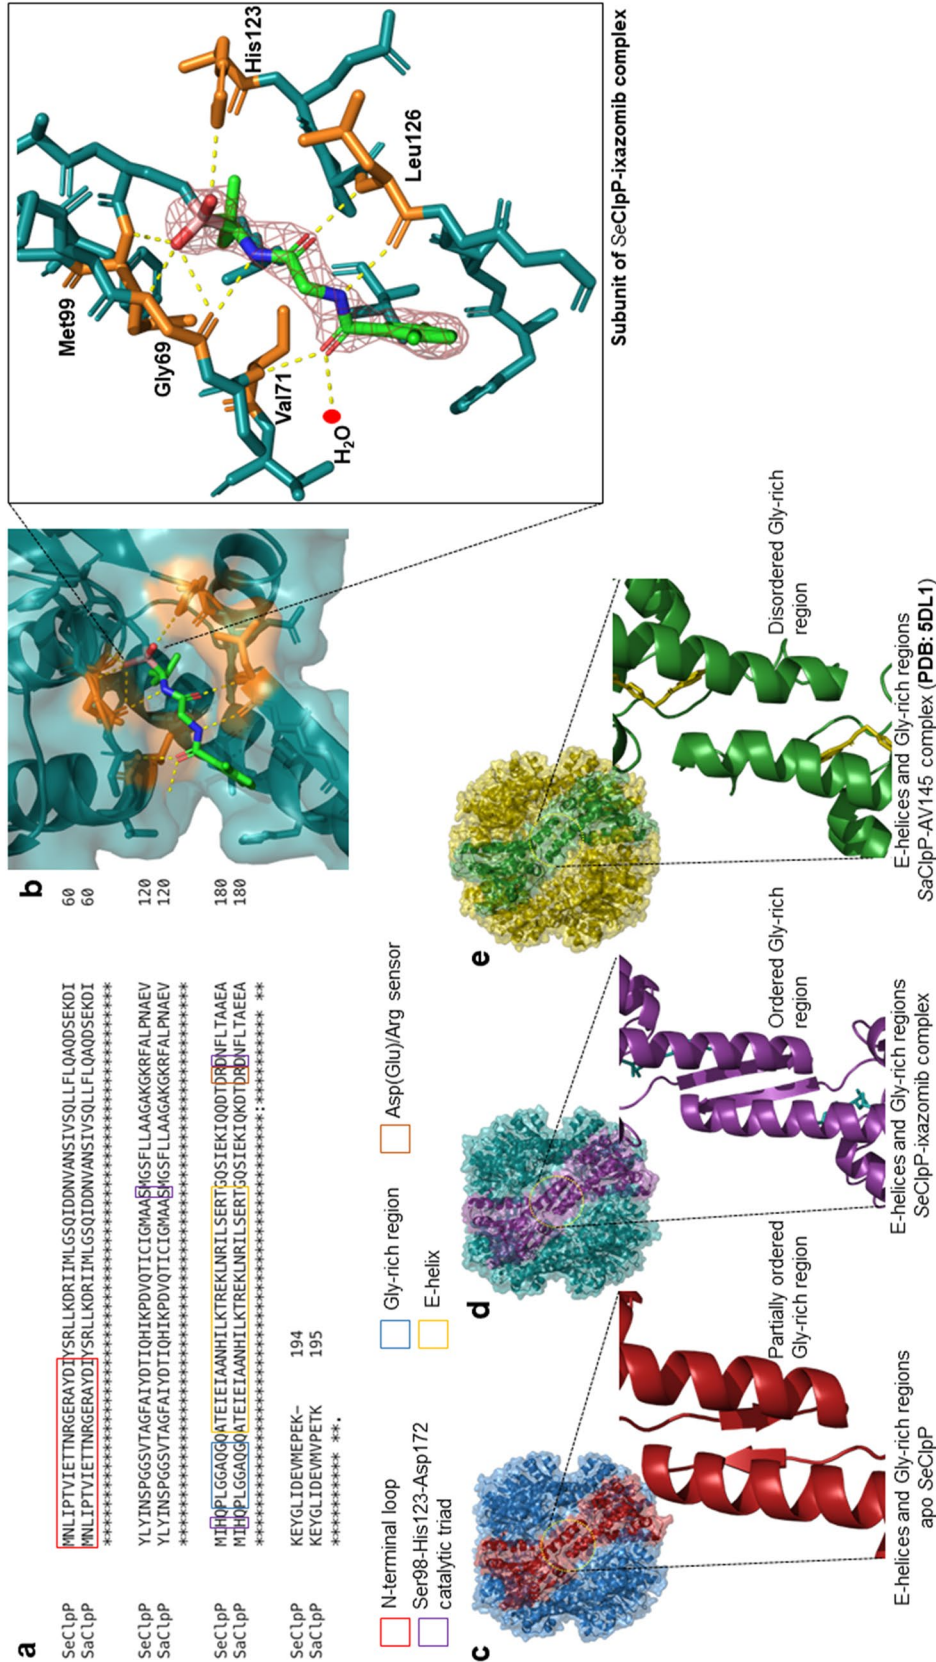 a
SeClpP MNLIPTVIETTNRGERAYDIYSRLLKDRIIMLGSQIDDNVANSIVSQLLFLQAQDSEKDI 60
SaClpP MNLIPTVIETTNRGERAYDIYSRLLKDRIIMLGSQIDDNVANSIVSQLLFLQAQDSEKDI 60
************************************************************
SeClpP YLYINSPGGSVTAGFAIYDTIQHIKPDVQTICIGMAASMGSFLLAAGAKGKRFALPNAEV 120
SaClpP YLYINSPGGSVTAGFAIYDTIQHIKPDVQTICIGMAASMGSFLLAAGAKGKRFALPNAEV 120
************************************************************
SeClpP MIHQPLGGAQGQATEIEIAANHILKTREKLNRILSERTGQSIEKIQQDTDRDNFLTAAEA 180
SaClpP MIHQPLGGAQGQATEIEIAANHILKTREKLNRILSERTGQSIEKIQKDTDRDNFLTAEEA 180
**********************************************:********** **
SeClpP KEYGLIDEVMEPEK– 194
SaClpP KEYGLIDEVMVPETK 195
********** **.
N-terminal loop
Gly-rich region
Asp(Glu)/Arg sensor
Ser98-His123-Asp172
catalytic triad
E-helix
b
Met99
Gly69
Val71
H2O
His123
Leu126
Subunit of SeClpP-ixazomib complex
c
Partially ordered
Gly-rich region
E-helices and Gly-rich regions
apo SeClpP
d
Ordered Gly-rich
region
E-helices and Gly-rich regions
SeClpP-ixazomib complex
e
Disordered Gly-rich
region
E-helices and Gly-rich regions
SaClpP-AV145 complex (PDB: 5DL1)